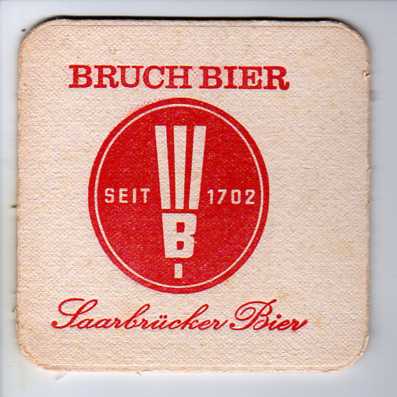 BRUCH BIER
SEIT 1702
B
Saarbrücker Bier